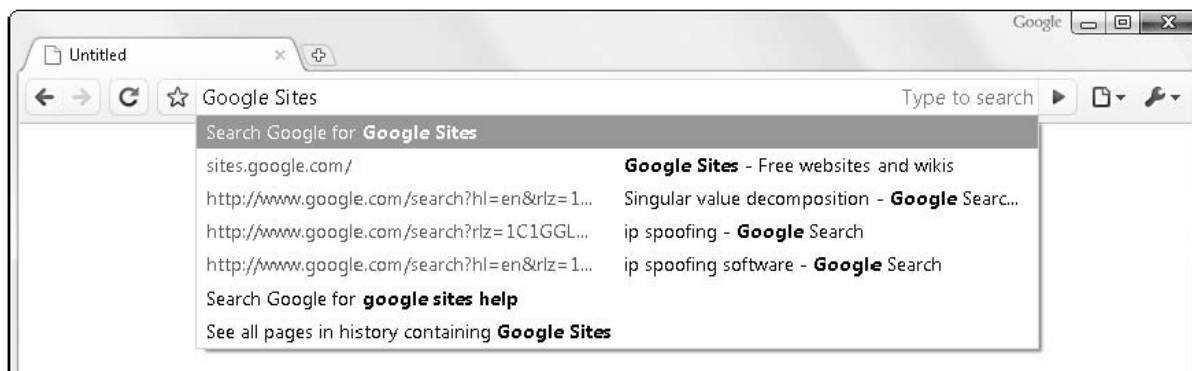 Google
Untitled
Google Sites Type to search
Search Google for Google Sites
sites.google.com/ Google Sites - Free websites and wikis
http://www.google.com/search?hl=en&rlz=1... Singular value decomposition - Google Searc...
http://www.google.com/search?rlz=1C1GGL... ip spoofing - Google Search
http://www.google.com/search?hl=en&rlz=1... ip spoofing software - Google Search
Search Google for google sites help
See all pages in history containing Google Sites